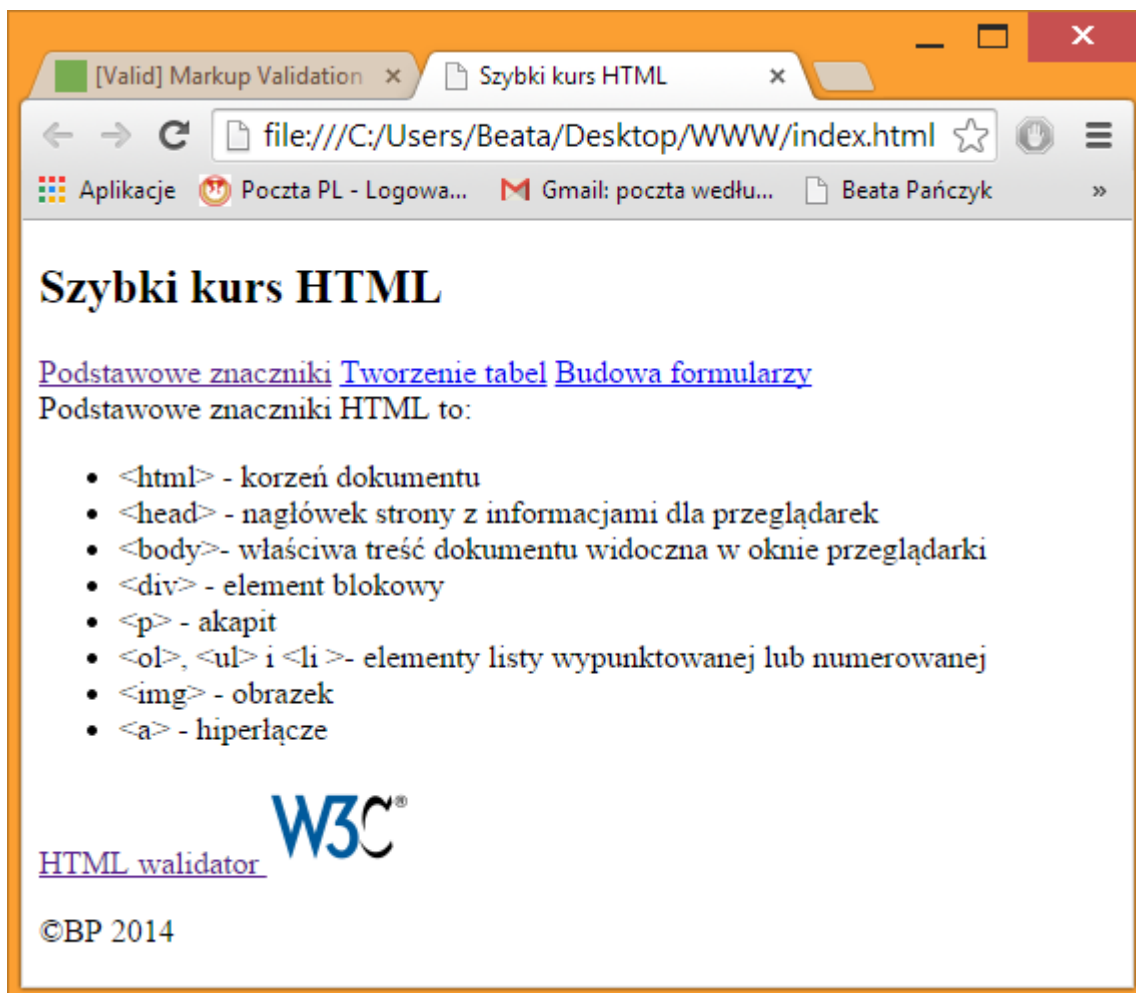 [Valid] Markup Validation
Szybki kurs HTML
file:///C:/Users/Beata/Desktop/WWW/index.html
Aplikacje Poczta PL - Logowa... Gmail: poczta wedłu... Beata Pańczyk »
Szybki kurs HTML
Podstawowe znaczniki Tworzenie tabel Budowa formularzy
Podstawowe znaczniki HTML to:
• <html> - korzeń dokumentu
• <head> - nagłówek strony z informacjami dla przeglądarek
• <body>- właściwa treść dokumentu widoczna w oknie przeglądarki
• <div> - element blokowy
• <p> - akapit
• <ol>, <ul> i <li >- elementy listy wypunktowanej lub numerowanej
• <img> - obrazek
• <a> - hiperłącze
W3C®
HTML walidator
©BP 2014